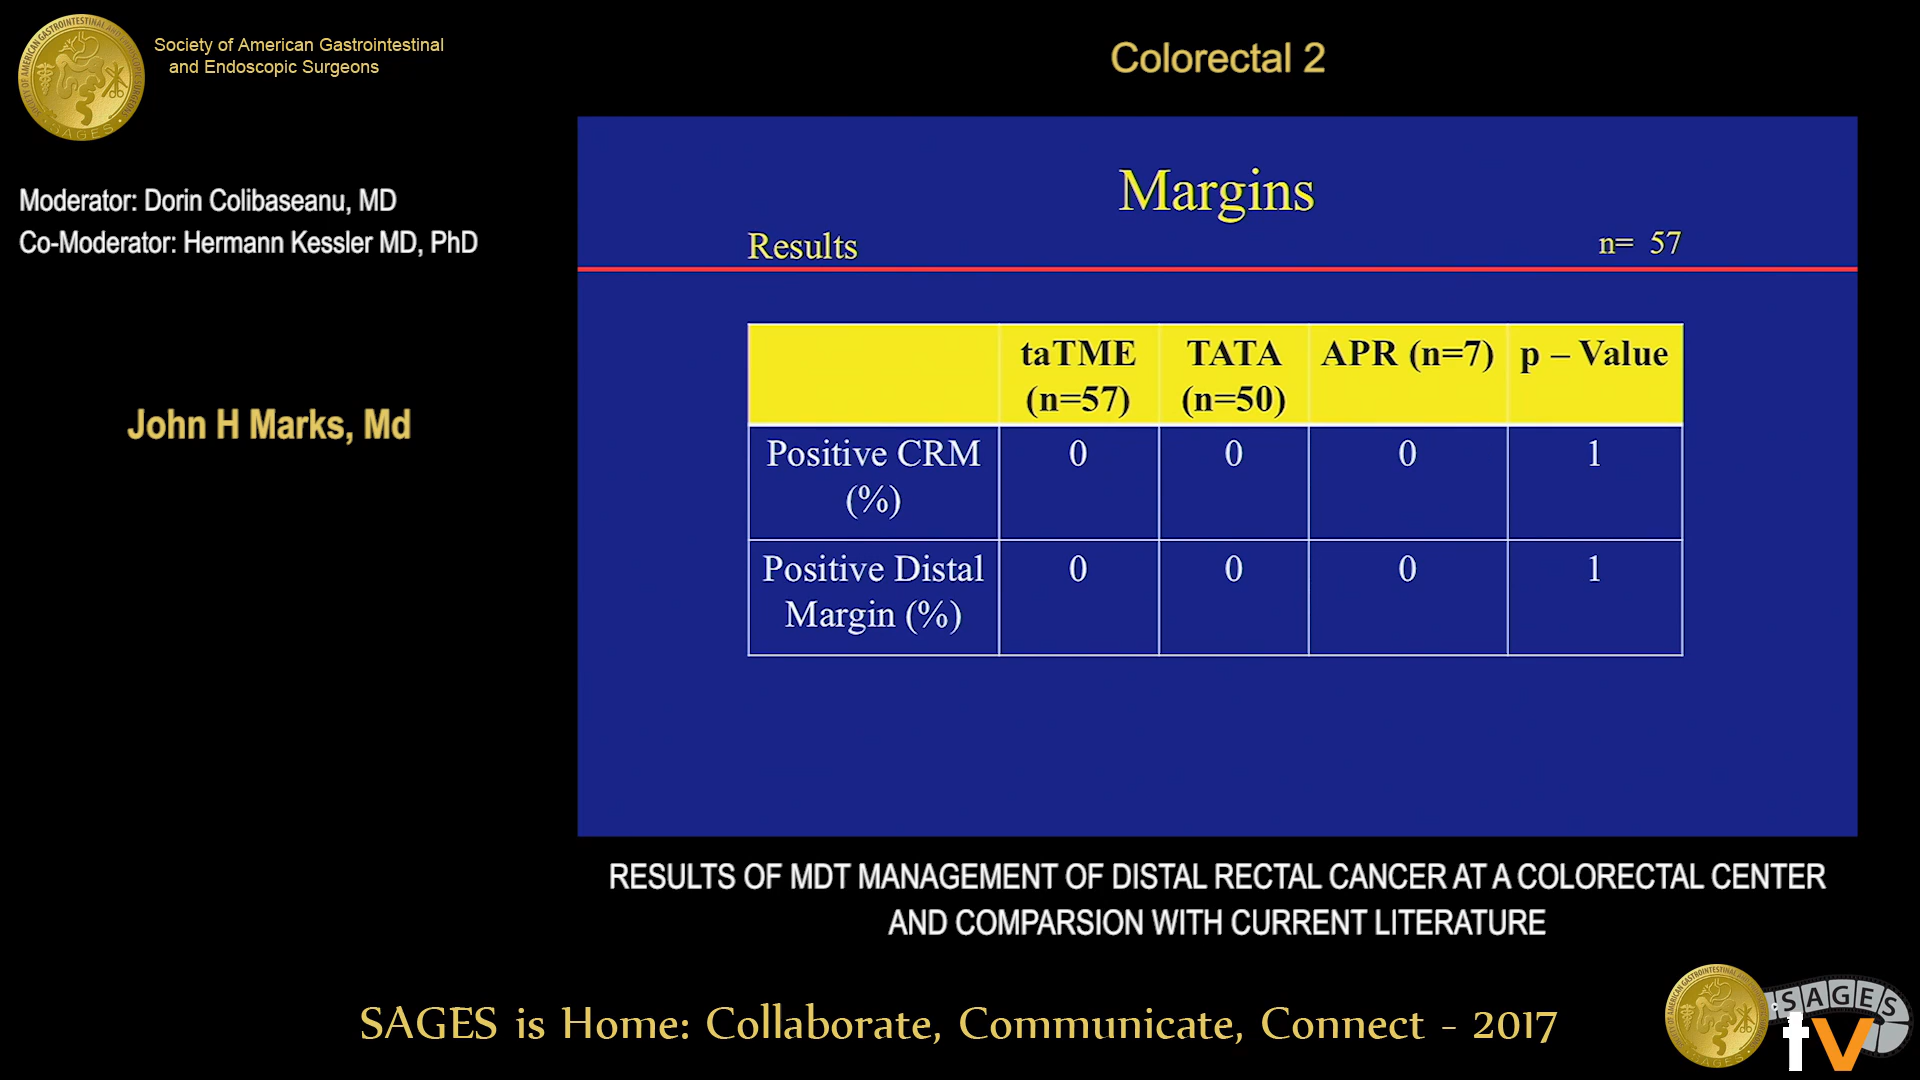 Society of American Gastrointestinal
and Endoscopic Surgeons
Colorectal 2
Moderator: Dorin Colibaseanu, MD
Co-Moderator: Hermann Kessler MD, PhD
John H Marks, Md
Margins
Results n= 57
taTME (n=57) TATA (n=50) APR (n=7) p – Value
Positive CRM (%) 0 0 0 1
Positive Distal Margin (%) 0 0 0 1
RESULTS OF MDT MANAGEMENT OF DISTAL RECTAL CANCER AT A COLORECTAL CENTER
AND COMPARSION WITH CURRENT LITERATURE
SAGES is Home: Collaborate, Communicate, Connect - 2017
SAGES
tv